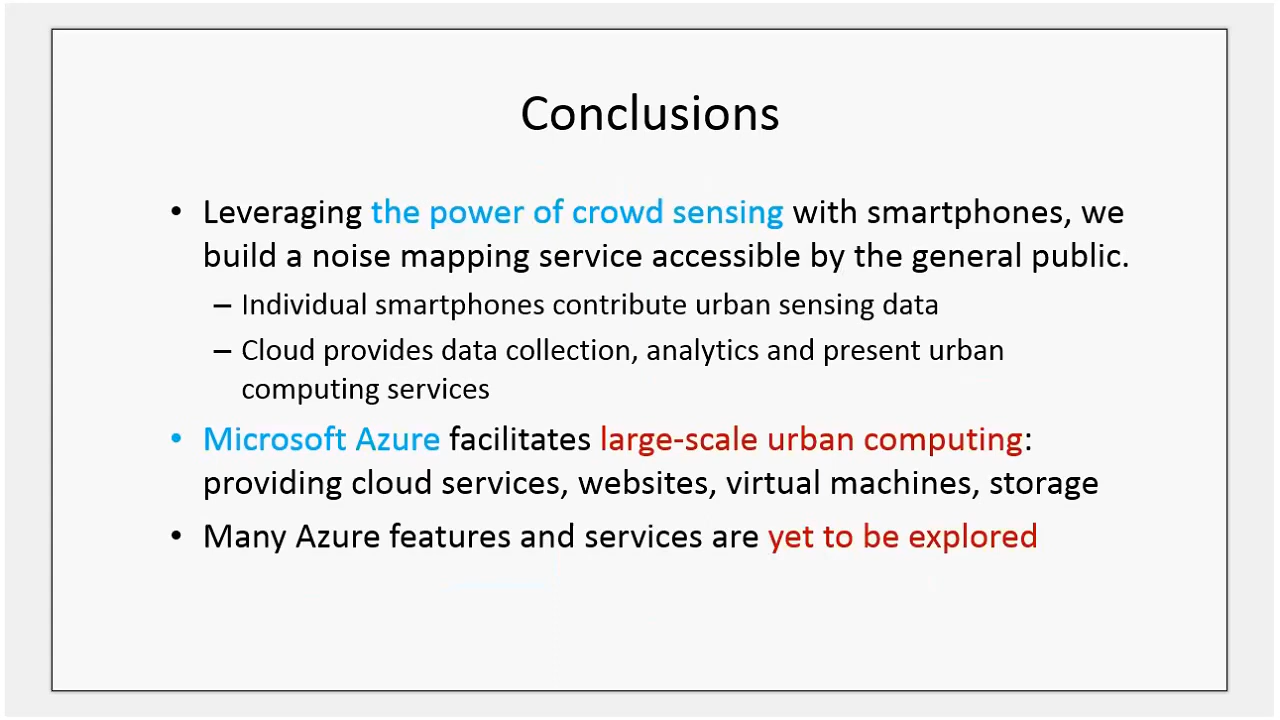 Conclusions
• Leveraging the power of crowd sensing with smartphones, we
build a noise mapping service accessible by the general public.
– Individual smartphones contribute urban sensing data
– Cloud provides data collection, analytics and present urban
computing services
• Microsoft Azure facilitates large-scale urban computing:
providing cloud services, websites, virtual machines, storage
• Many Azure features and services are yet to be explored